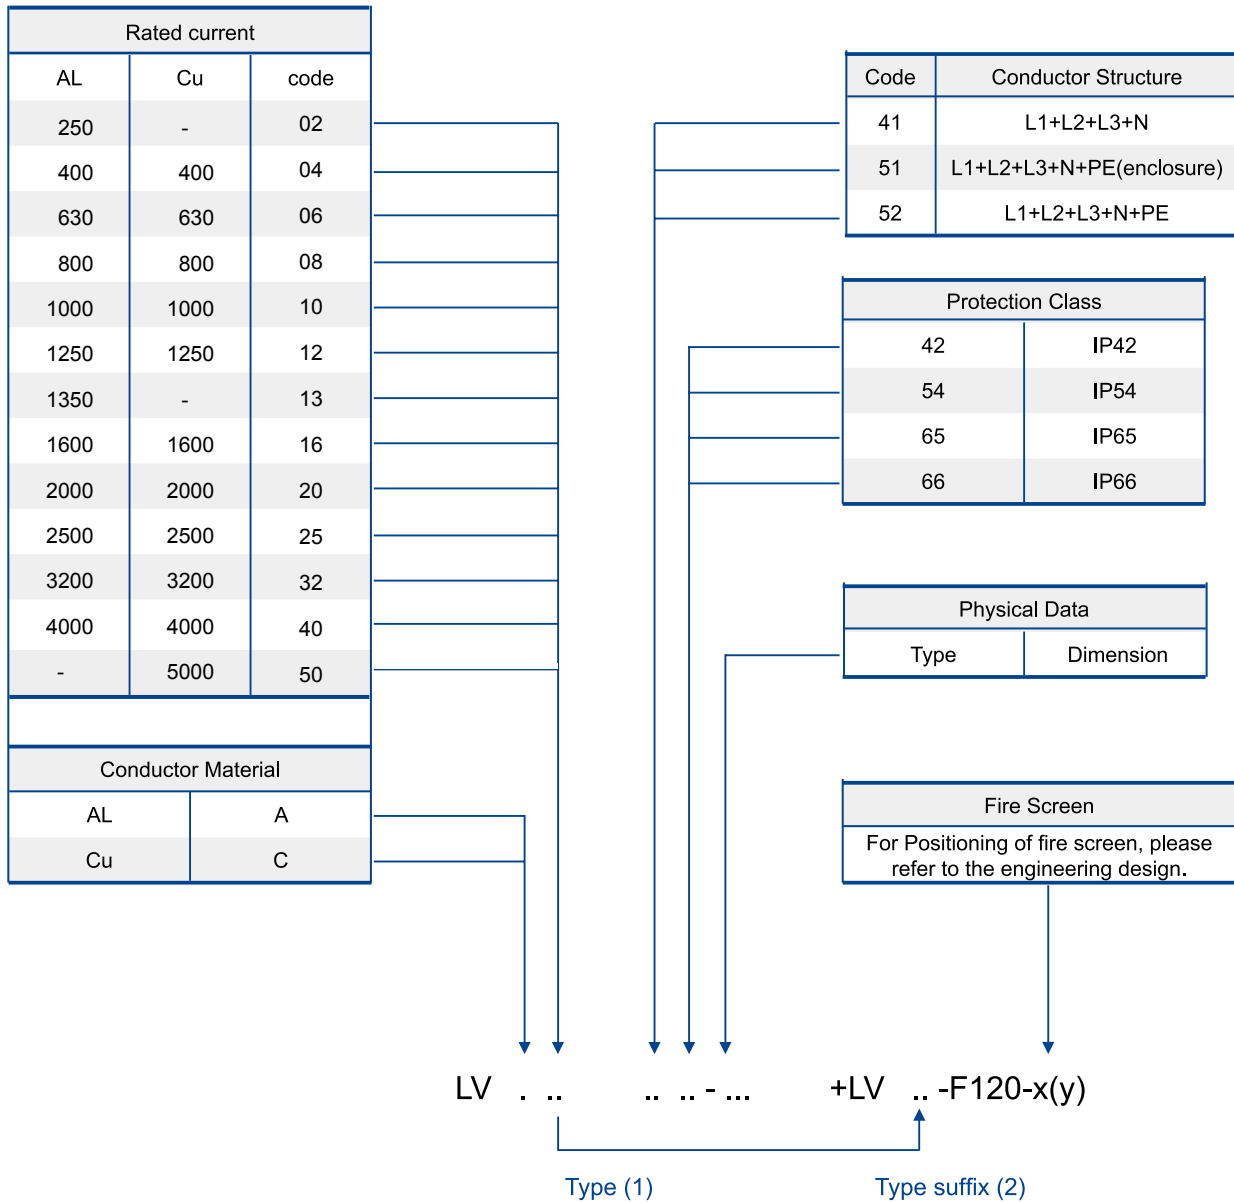 Rated current
AL Cu code
250 - 02
400 400 04
630 630 06
800 800 08
1000 1000 10
1250 1250 12
1350 - 13
1600 1600 16
2000 2000 20
2500 2500 25
3200 3200 32
4000 4000 40
- 5000 50
Conductor Material
AL A
Cu C
Code Conductor Structure
41 L1+L2+L3+N
51 L1+L2+L3+N+PE(enclosure)
52 L1+L2+L3+N+PE
Protection Class
42 IP42
54 IP54
65 IP65
66 IP66
Physical Data
Type Dimension
Fire Screen
For Positioning of fire screen, please
refer to the engineering design.
LV . .. .. .. - ... +LV .. -F120-x(y)
Type (1) Type suffix (2)